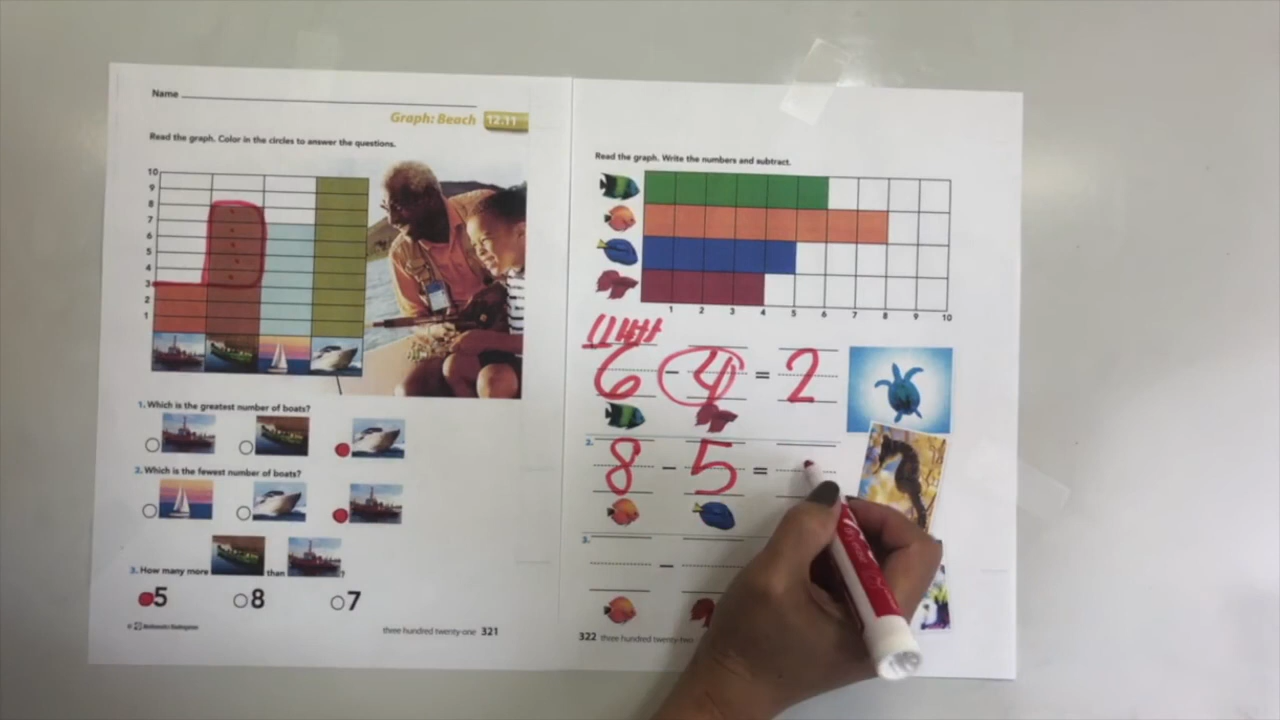 Name
Graph: Beach 12.11
Read the graph. Color in the circles to answer the questions.
10
9
8
7
6
5
4
3
2
1
1. Which is the greatest number of boats?
2. Which is the fewest number of boats?
3. How many more than ?
5 8 7
three hundred twenty-one 321
Read the graph. Write the numbers and subtract.
1 2 3 4 5 6 7 8 9 10
6 - 4 = 2
2.
8 - 5 =
3.
-
322 three hundred twenty-two